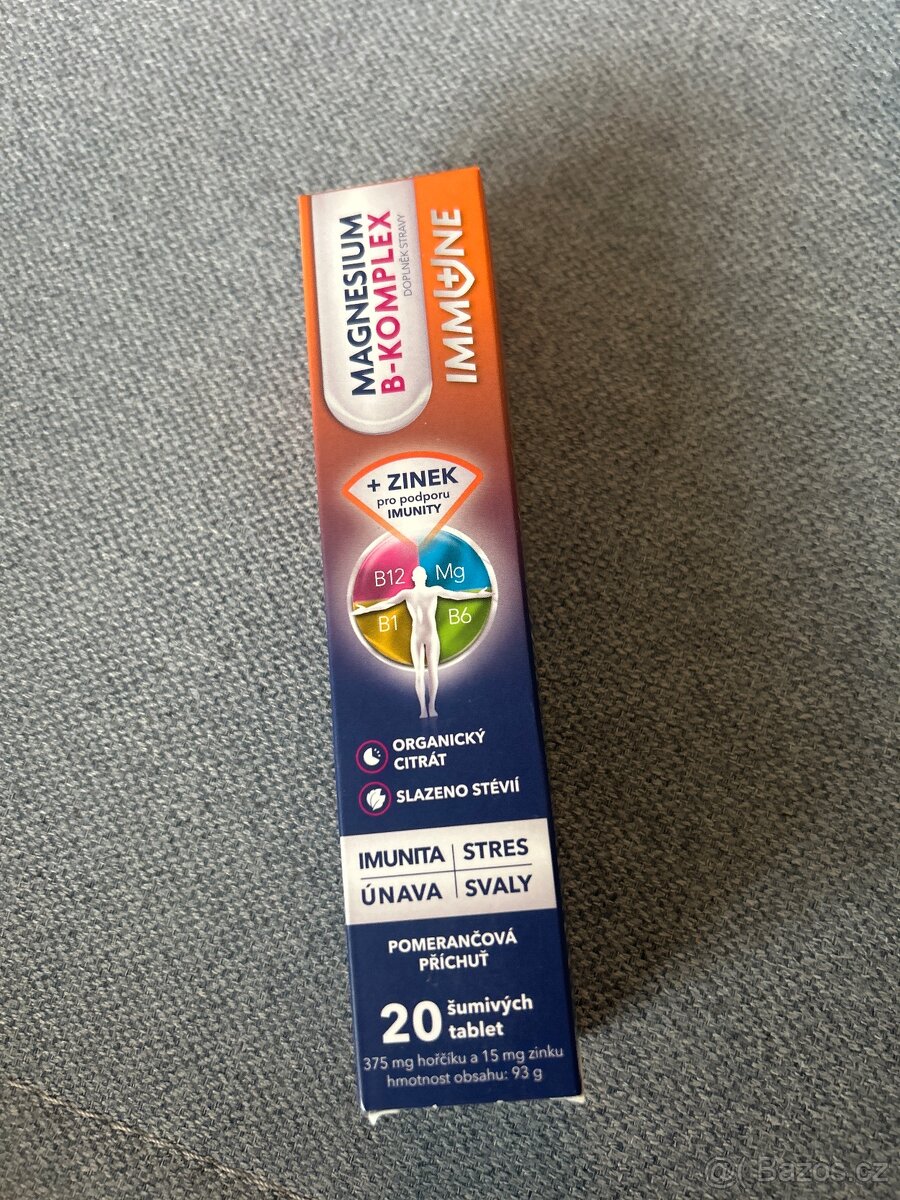 MAGNESIUM
B-KOMPLEX
DOPLNĚK STRAVY
IMMUNE
+ ZINEK
pro podporu
IMUNITY
B12 Mg
B1 B6
ORGANICKÝ
CITRÁT
SLAZENO STÉVIÍ
IMUNITA STRES
ÚNAVA SVALY
POMERANČOVÁ
PŘÍCHUŤ
20 šumivých
tablet
375 mg hořčíku a 15 mg zinku
hmotnost obsahu: 93 g
@ Bazoš.cz